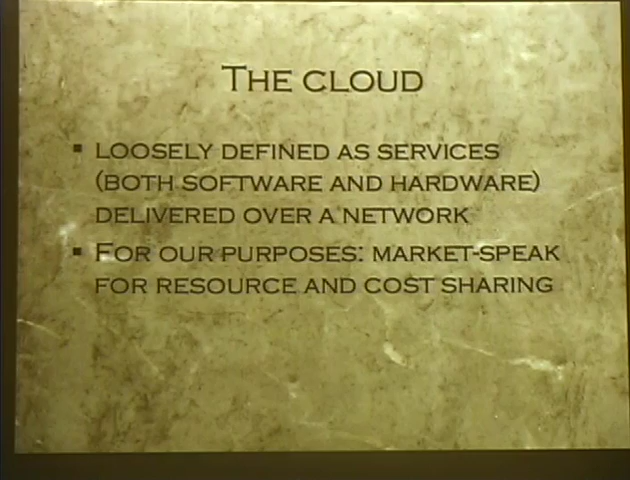 THE CLOUD
▪ LOOSELY DEFINED AS SERVICES
(BOTH SOFTWARE AND HARDWARE)
DELIVERED OVER A NETWORK
▪ FOR OUR PURPOSES: MARKET-SPEAK
FOR RESOURCE AND COST SHARING